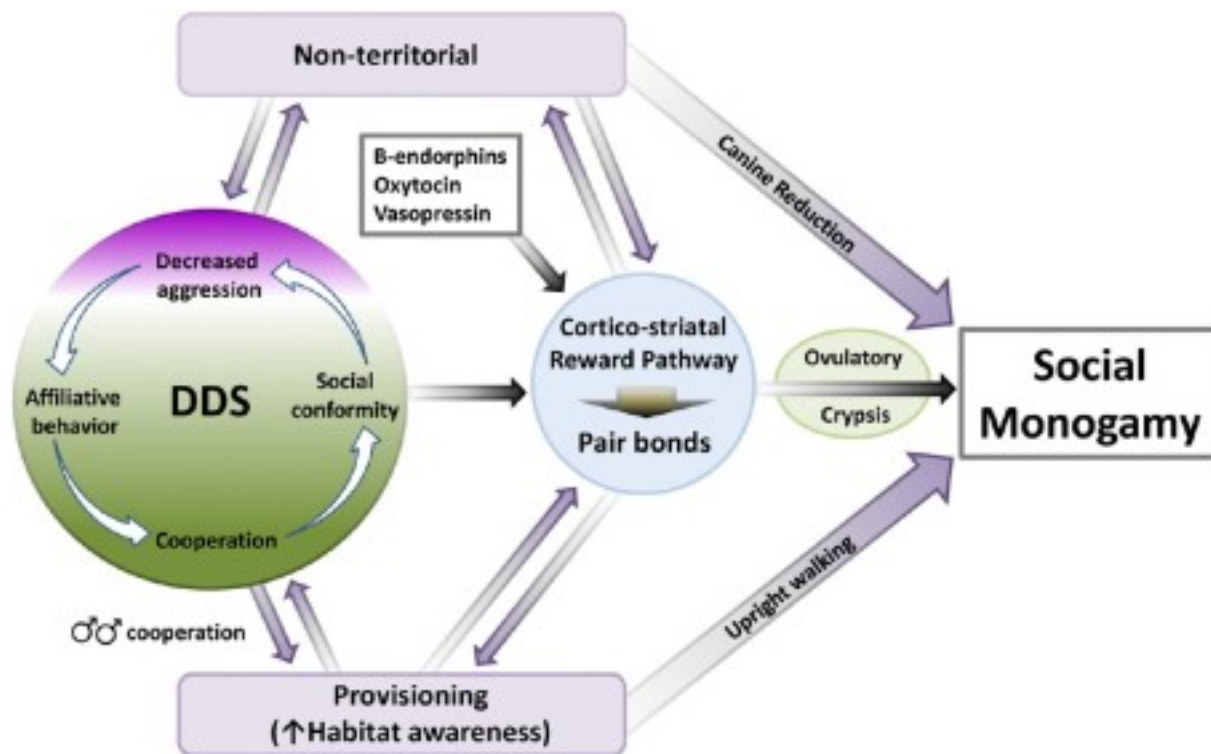 Non-territorial
B-endorphins
Oxytocin
Vasopressin
Canine Reduction
Decreased
aggression
Affiliative
behavior
DDS
Social
conformity
Cooperation
Cortico-striatal
Reward Pathway
Pair bonds
Ovulatory
Crypsis
Social
Monogamy
Upright walking
♂♂ cooperation
Provisioning
(↑Habitat awareness)